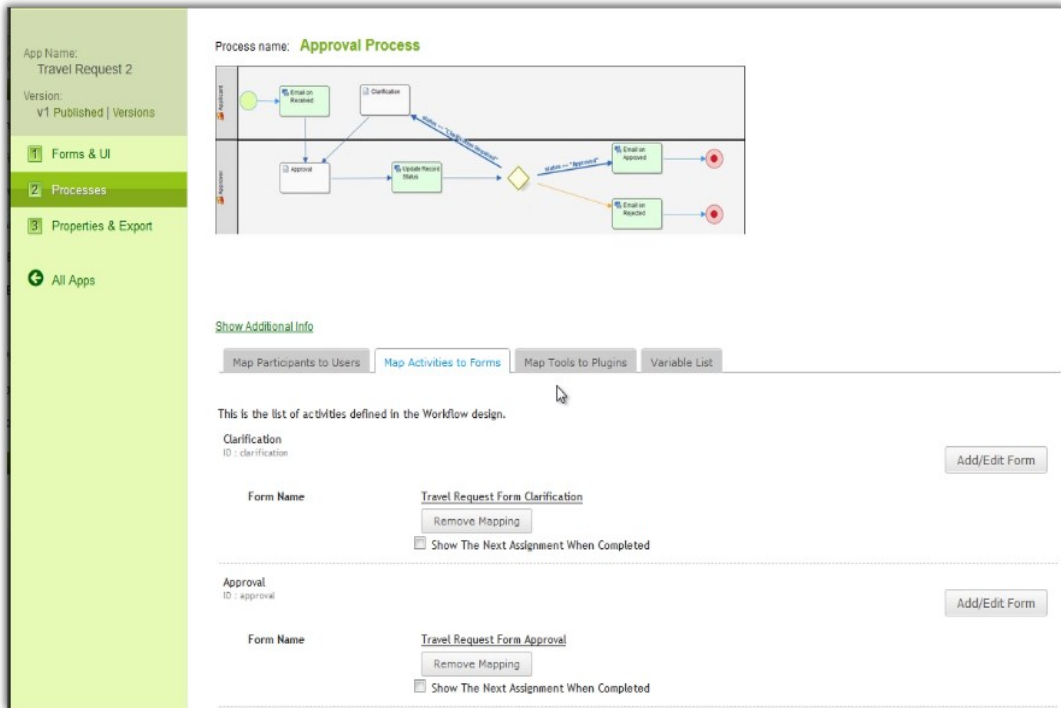 App Name:
Travel Request 2
Version:
v1 Published | Versions
1 Forms & UI
2 Processes
3 Properties & Export
All Apps
Process name: Approval Process
Applicant
Email on
Received
Clarification
status == "Clarification Required"
Approver
Approval
Update Record
Status
status == "Approved"
Email on
Approved
Email on
Rejected
Show Additional Info
Map Participants to Users
Map Activities to Forms
Map Tools to Plugins
Variable List
This is the list of activities defined in the Workflow design.
Clarification
ID : clarification
Add/Edit Form
Form Name
Travel Request Form Clarification
Remove Mapping
Show The Next Assignment When Completed
Approval
ID : approval
Add/Edit Form
Form Name
Travel Request Form Approval
Remove Mapping
Show The Next Assignment When Completed